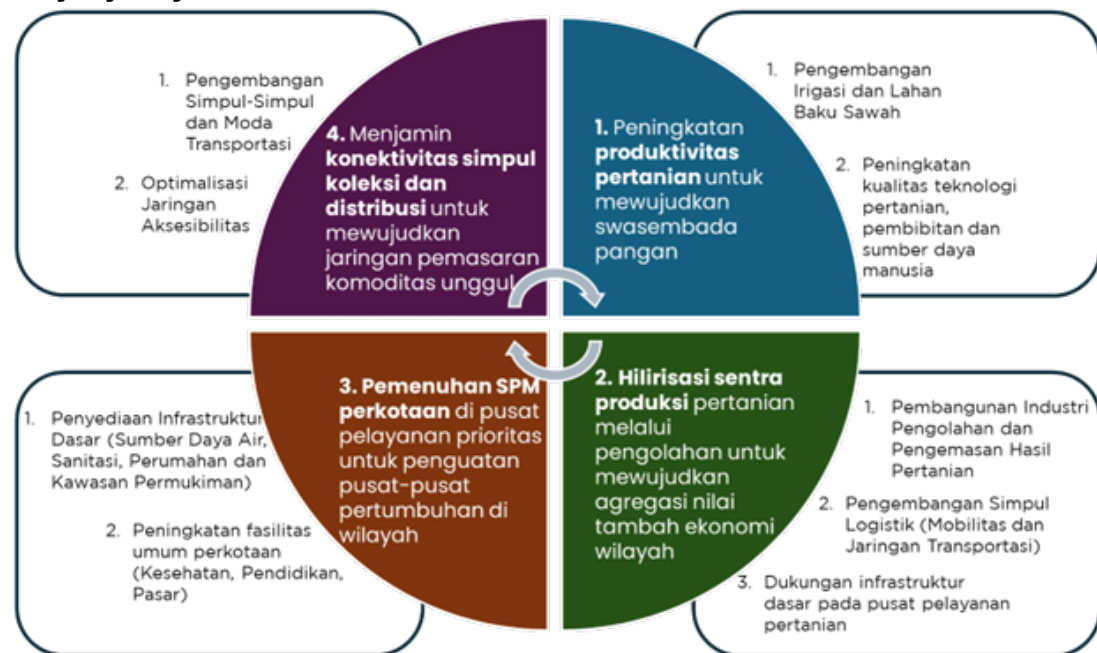 1. Pengembangan
Simpul-Simpul
dan Moda
Transportasi
2. Optimalisasi
Jaringan
Aksesibilitas
4. Menjamin
konektivitas simpul
koleksi dan
distribusi untuk
mewujudkan
jaringan pemasaran
komoditas unggul
1. Peningkatan
produktivitas
pertanian untuk
mewujudkan
swasembada
pangan
1. Pengembangan
Irigasi dan Lahan
Baku Sawah
2. Peningkatan
kualitas teknologi
pertanian,
pembibitan dan
sumber daya
manusia
1. Penyediaan Infrastruktur
Dasar (Sumber Daya Air,
Sanitasi, Perumahan dan
Kawasan Permukiman)
2. Peningkatan fasilitas
umum perkotaan
(Kesehatan, Pendidikan,
Pasar)
3. Pemenuhan SPM
perkotaan di pusat
pelayanan prioritas
untuk penguatan
pusat-pusat
pertumbuhan di
wilayah
2. Hilirisasi sentra
produksi pertanian
melalui
pengolahan untuk
mewujudkan
agregasi nilai
tambah ekonomi
wilayah
1. Pembangunan Industri
Pengolahan dan
Pengemasan Hasil
Pertanian
2. Pengembangan Simpul
Logistik (Mobilitas dan
Jaringan Transportasi)
3. Dukungan infrastruktur
dasar pada pusat pelayanan
pertanian